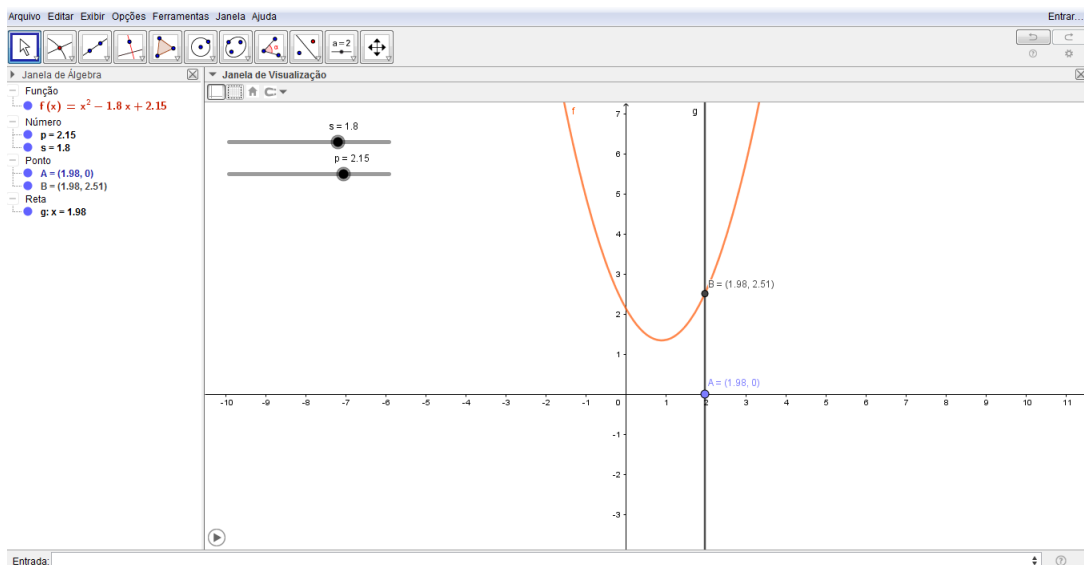 Arquivo Editar Exibir Opções Ferramentas Janela Ajuda
Entrar...
a=2
Janela de Álgebra
Função
f(x) = x² − 1.8 x + 2.15
Número
p = 2.15
s = 1.8
Ponto
A = (1.98, 0)
B = (1.98, 2.51)
Reta
g: x = 1.98
Janela de Visualização
s = 1.8
p = 2.15
f
g
7
6
5
4
3
B = (1.98, 2.51)
2
1
A = (1.98, 0)
-10 -9 -8 -7 -6 -5 -4 -3 -2 -1 0 1 2 3 4 5 6 7 8 9 10 11
-1
-2
-3
Entrada: